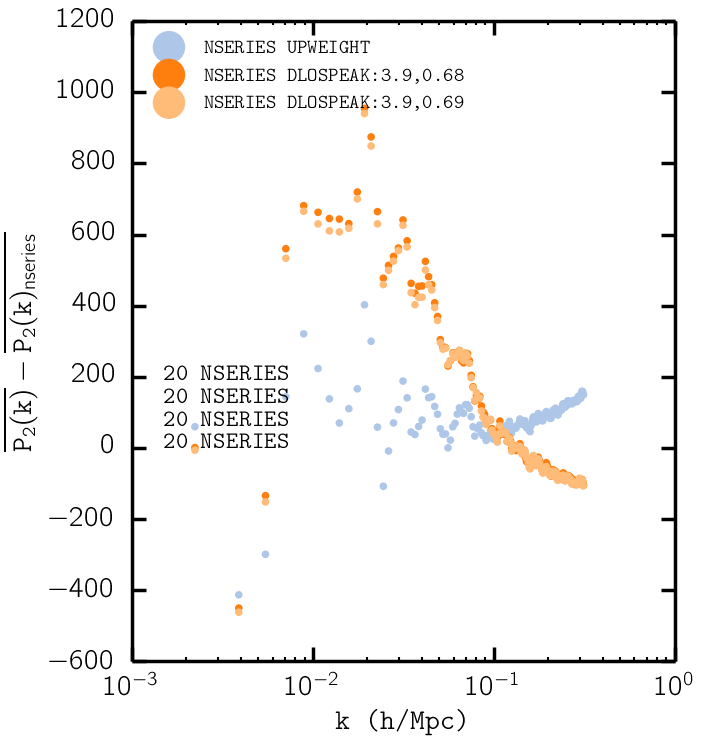 1200
1000
800
600
400
200
0
−200
−400
−600
NSERIES UPWEIGHT
NSERIES DLOSPEAK:3.9,0.68
NSERIES DLOSPEAK:3.9,0.69
20 NSERIES
20 NSERIES
20 NSERIES
20 NSERIES
10⁻³ 10⁻² 10⁻¹ 10⁰
k (h/Mpc)
P₂(k) − P₂(k)nseries